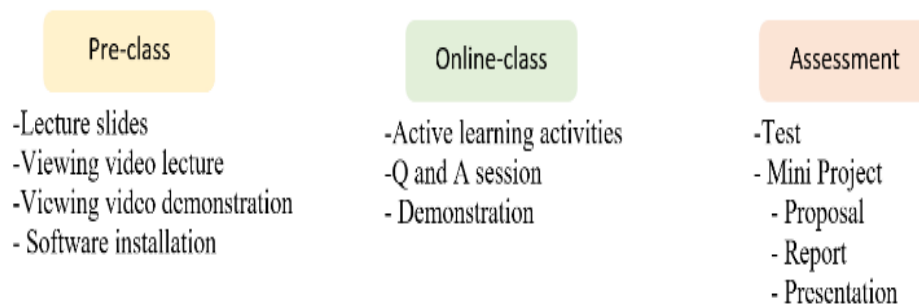 Pre-class
-Lecture slides
-Viewing video lecture
-Viewing video demonstration
- Software installation
Online-class
-Active learning activities
-Q and A session
- Demonstration
Assessment
-Test
- Mini Project
- Proposal
- Report
- Presentation